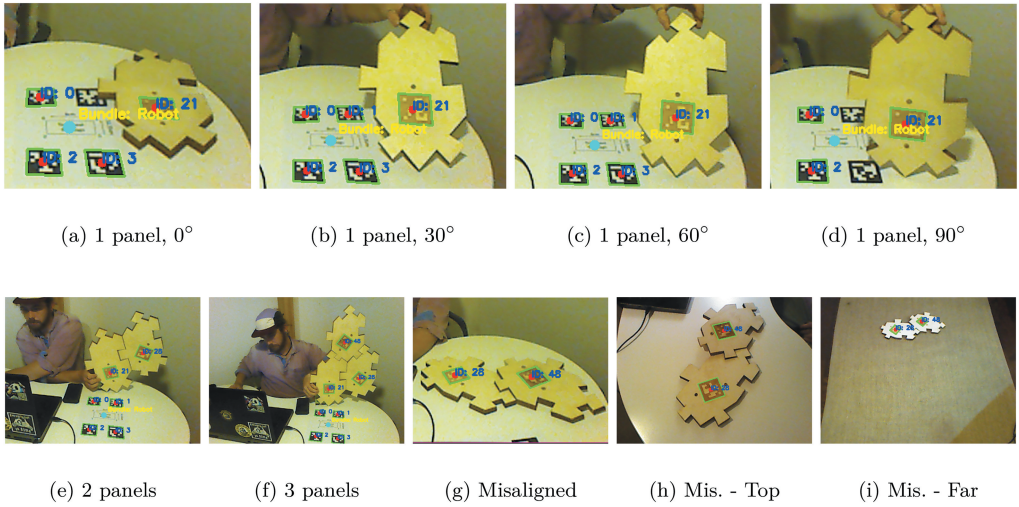 ID: 0
ID: 21
Bundle: Robot
ID: 2
ID: 3
ID: 0
ID: 21
Bundle: Robot
ID: 2
ID: 3
ID: 0
ID: 1
ID: 21
Bundle: Robot
ID: 2
ID: 3
ID: 0
ID: 21
Bundle: Robot
ID: 2
(a) 1 panel, 0°
(b) 1 panel, 30°
(c) 1 panel, 60°
(d) 1 panel, 90°
ID: 21
ID: 28
ID: 48
(e) 2 panels
(f) 3 panels
(g) Misaligned
(h) Mis. - Top
(i) Mis. - Far